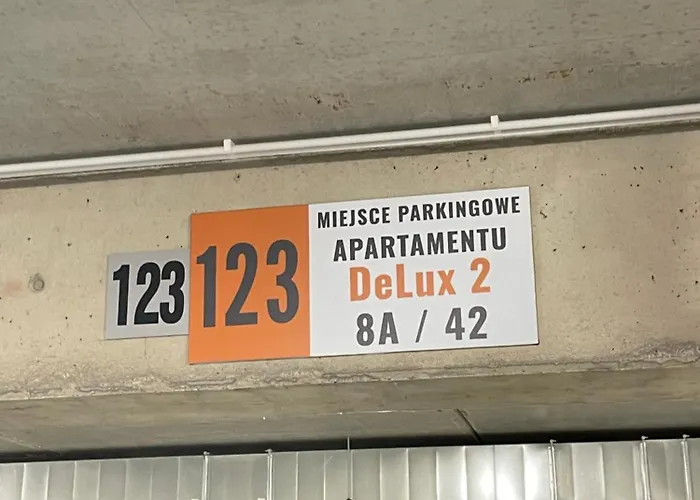 123
123
MIEJSCE PARKINGOWE
APARTAMENTU
DeLux 2
8A / 42